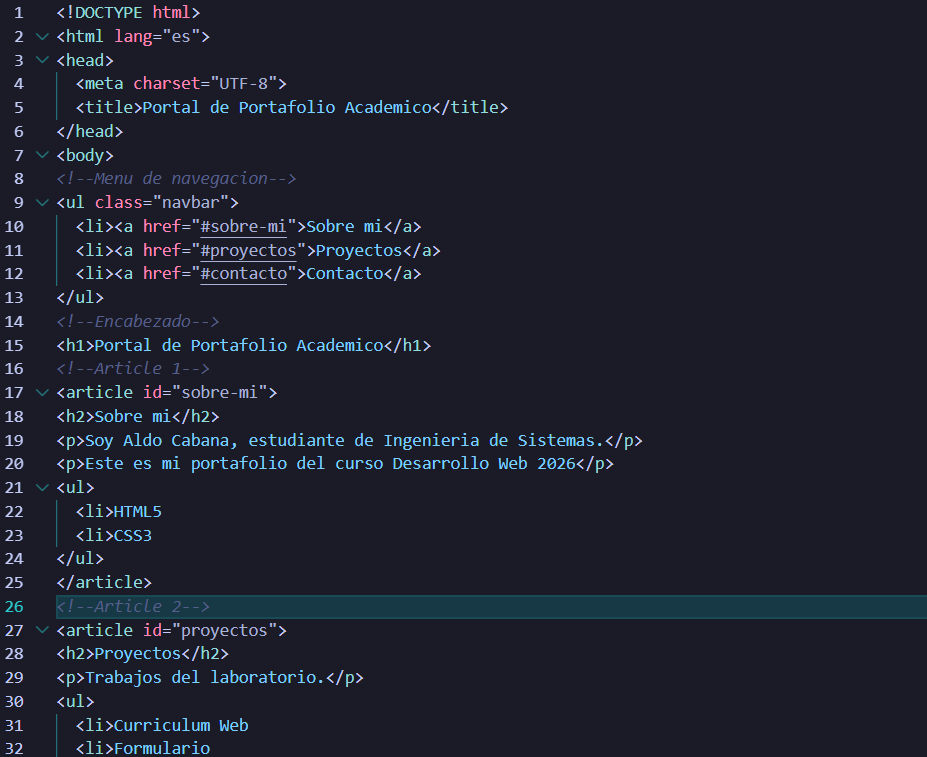 1 <!DOCTYPE html>
2 <html lang="es">
3 <head>
4 <meta charset="UTF-8">
5 <title>Portal de Portafolio Academico</title>
6 </head>
7 <body>
8 <!--Menu de navegacion-->
9 <ul class="navbar">
10 <li><a href="#sobre-mi">Sobre mi</a>
11 <li><a href="#proyectos">Proyectos</a>
12 <li><a href="#contacto">Contacto</a>
13 </ul>
14 <!--Encabezado-->
15 <h1>Portal de Portafolio Academico</h1>
16 <!--Article 1-->
17 <article id="sobre-mi">
18 <h2>Sobre mi</h2>
19 <p>Soy Aldo Cabana, estudiante de Ingenieria de Sistemas.</p>
20 <p>Este es mi portafolio del curso Desarrollo Web 2026</p>
21 <ul>
22 <li>HTML5
23 <li>CSS3
24 </ul>
25 </article>
26 <!--Article 2-->
27 <article id="proyectos">
28 <h2>Proyectos</h2>
29 <p>Trabajos del laboratorio.</p>
30 <ul>
31 <li>Curriculum Web
32 <li>Formulario